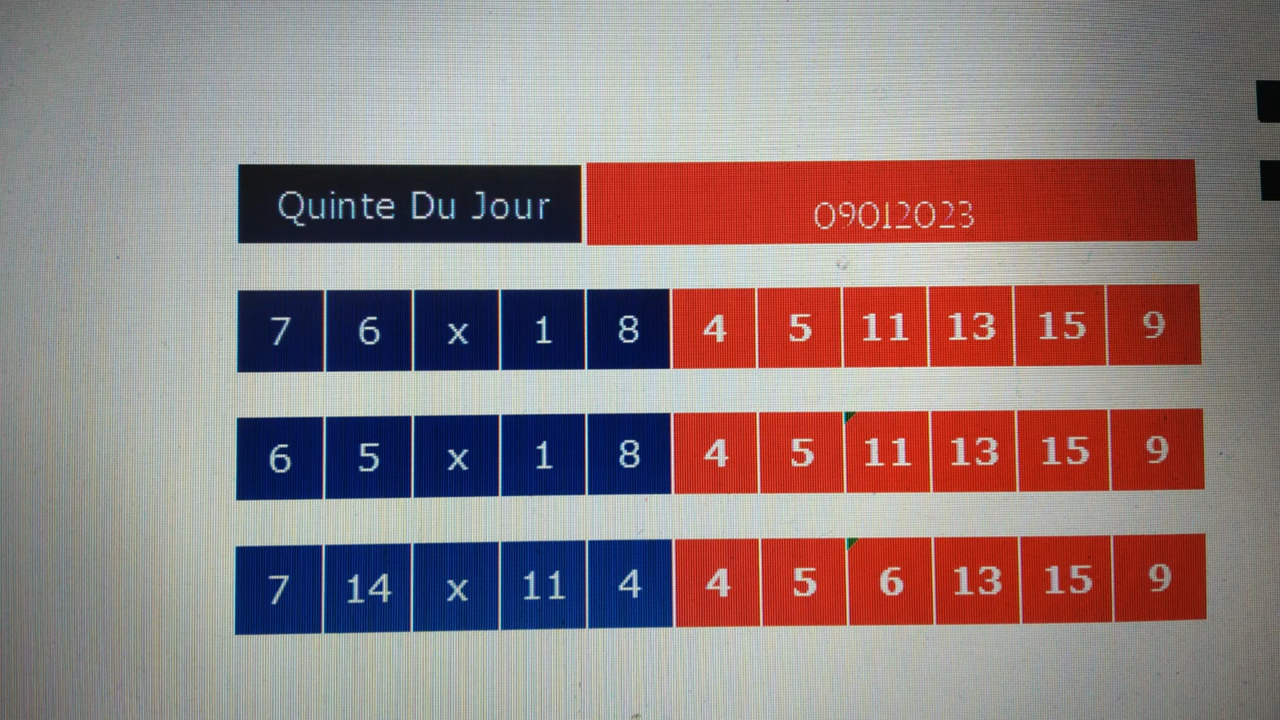 Quinte Du Jour 09012023
7 6 x 1 8 4 5 11 13 15 9
6 5 x 1 8 4 5 11 13 15 9
7 14 x 11 4 4 5 6 13 15 9